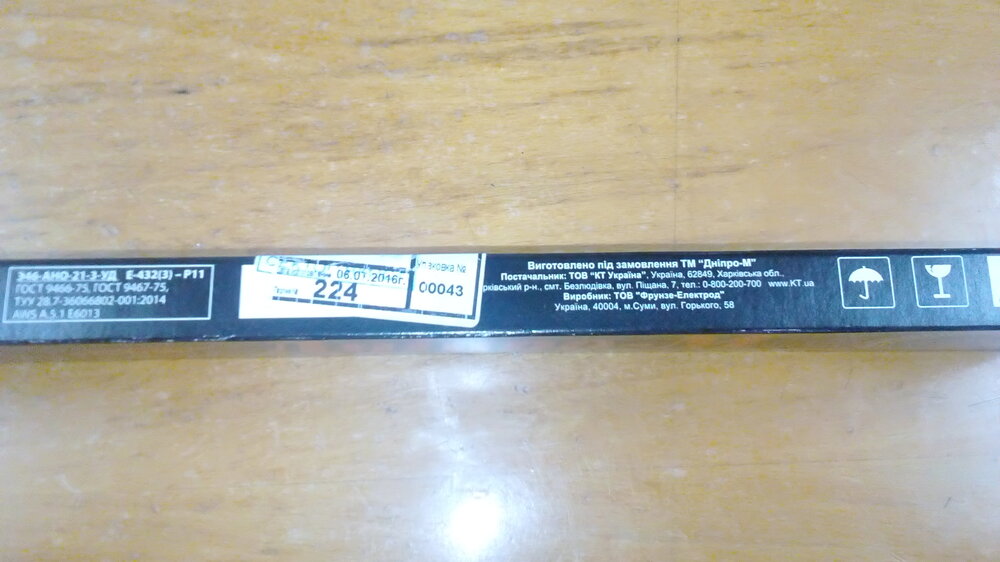 Э46-АНО-21-3-УД Е-432(3) - Р11
ГОСТ 9466-75, ГОСТ 9467-75,
ТУУ 28.7-36066802-001:2014
AWS A.5.1 E6013
06.07.2016г.
224
Упаковка №
00043
Виготовлено під замовлення ТМ "Дніпро-М"
Постачальник: ТОВ "КТ Україна", Україна, 62849, Харківська обл.,
р-н., смт. Безлюдівка, вул. Піщана, 7, тел.: 0-800-200-700 www.KT.ua
Виробник: ТОВ "Фрунзе-Електрод"
Україна, 40004, м.Суми, вул. Горького, 58